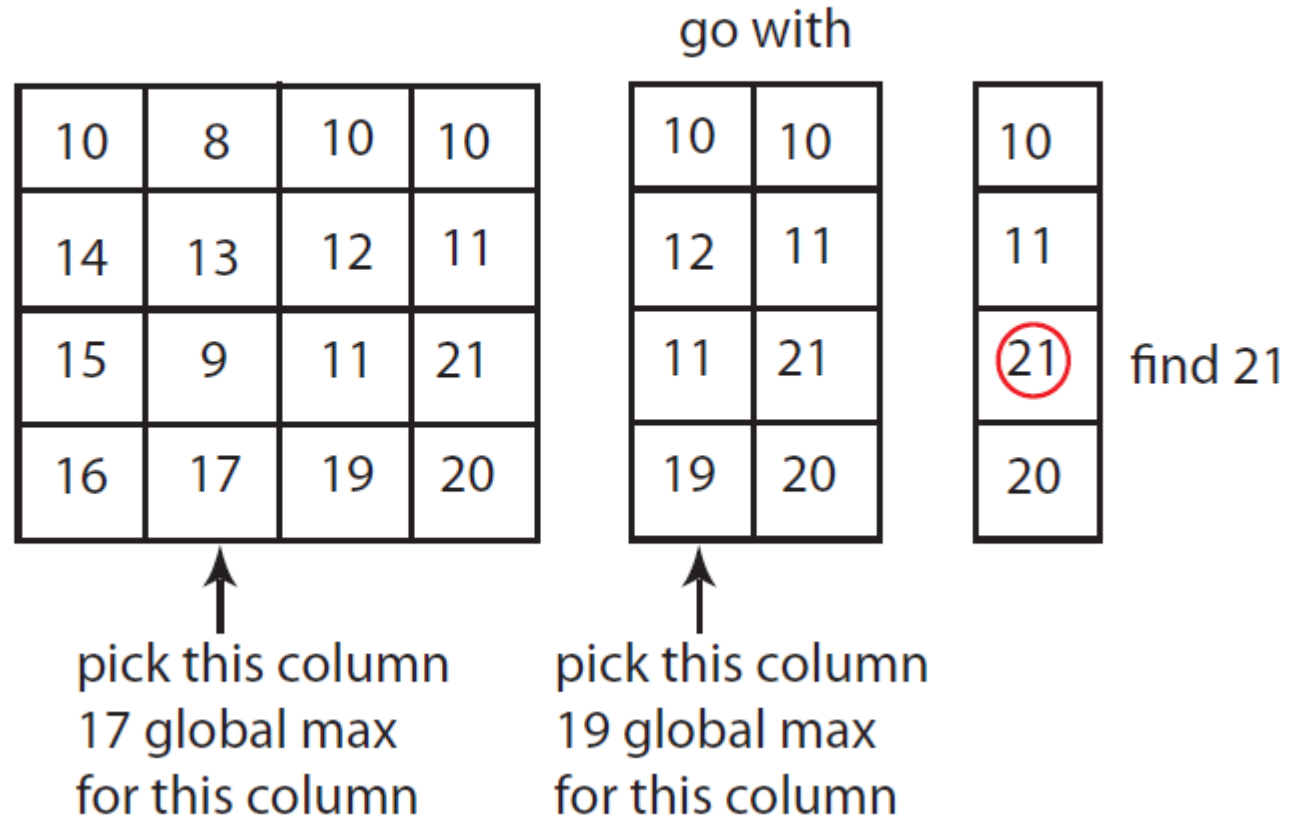 go with
10 8 10 10
14 13 12 11
15 9 11 21
16 17 19 20
10 10
12 11
11 21
19 20
10
11
21
20
find 21
pick this column
17 global max
for this column
pick this column
19 global max
for this column